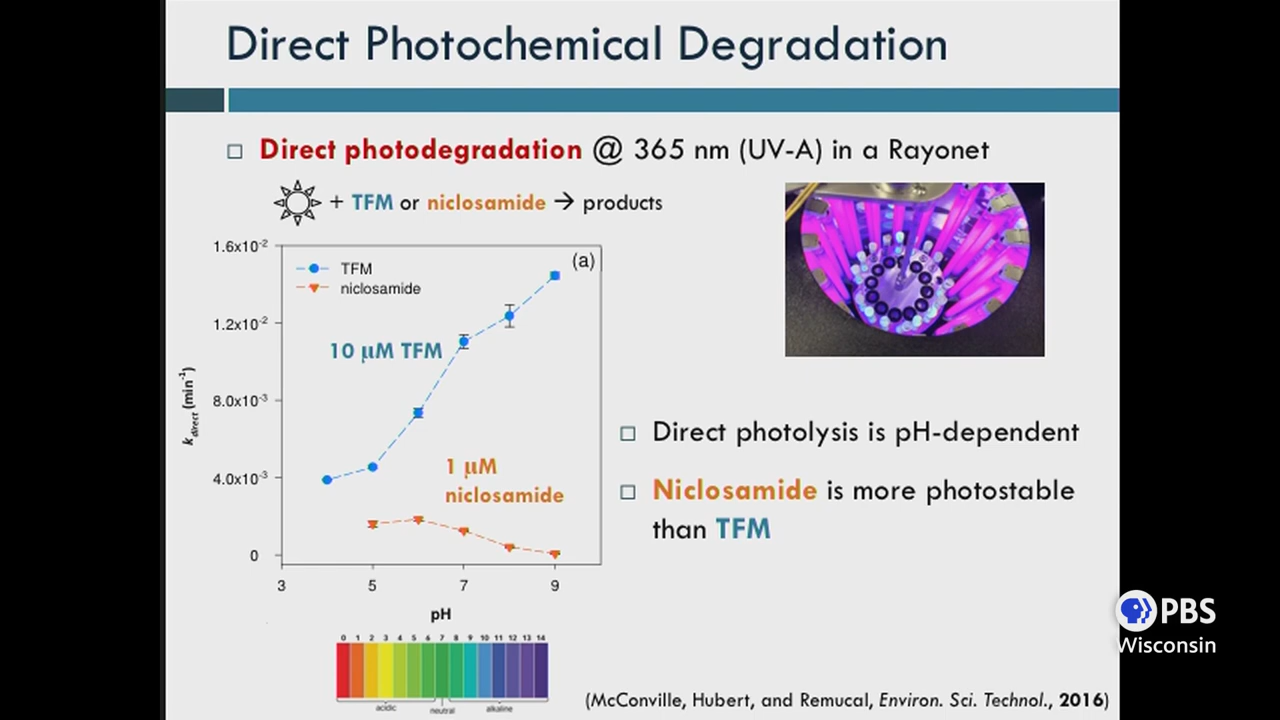 Direct Photochemical Degradation
Direct photodegradation @ 365 nm (UV-A) in a Rayonet
+ TFM or niclosamide → products
1.6x10⁻²
1.2x10⁻²
8.0x10⁻³
4.0x10⁻³
0
k direct (min⁻¹)
TFM
niclosamide
(a)
10 μM TFM
1 μM
niclosamide
3 5 7 9
pH
0 1 2 3 4 5 6 7 8 9 10 11 12 13 14
acidic neutral alkaline
Direct photolysis is pH-dependent
Niclosamide is more photostable
than TFM
(McConville, Hubert, and Remucal, Environ. Sci. Technol., 2016)
PBS
Wisconsin